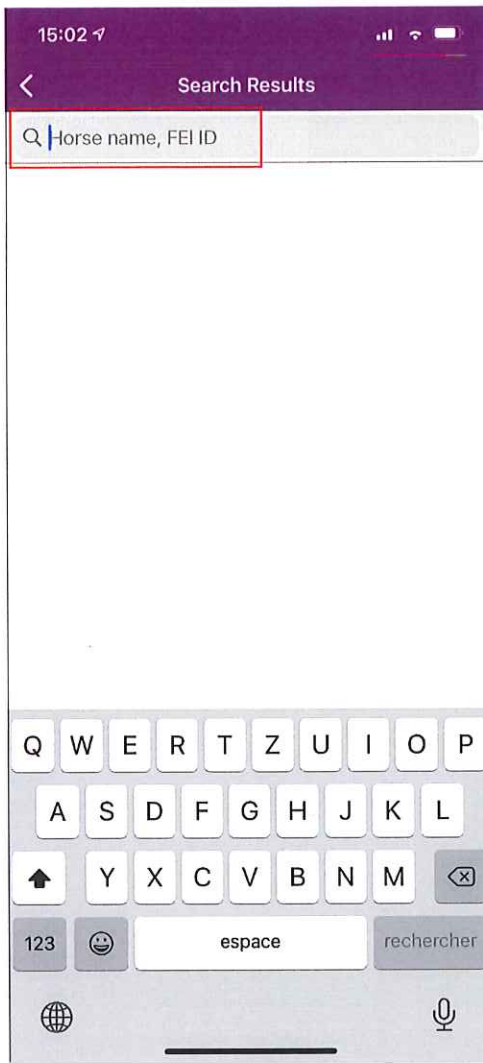 15:02
Search Results
Horse name, FEI ID
Q W E R T Z U I O P
A S D F G H J K L
Y X C V B N M
123 espace rechercher